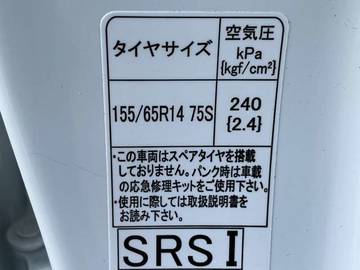 タイヤサイズ
空気圧
kPa
{kgf/cm²}
155/65R14 75S
240
{2.4}
・この車両はスペアタイヤを搭載
しておりません。パンク時は車載
の応急修理キットをご使用下さい。
・使用に際しては取扱説明書を
お読み下さい。
SRS I